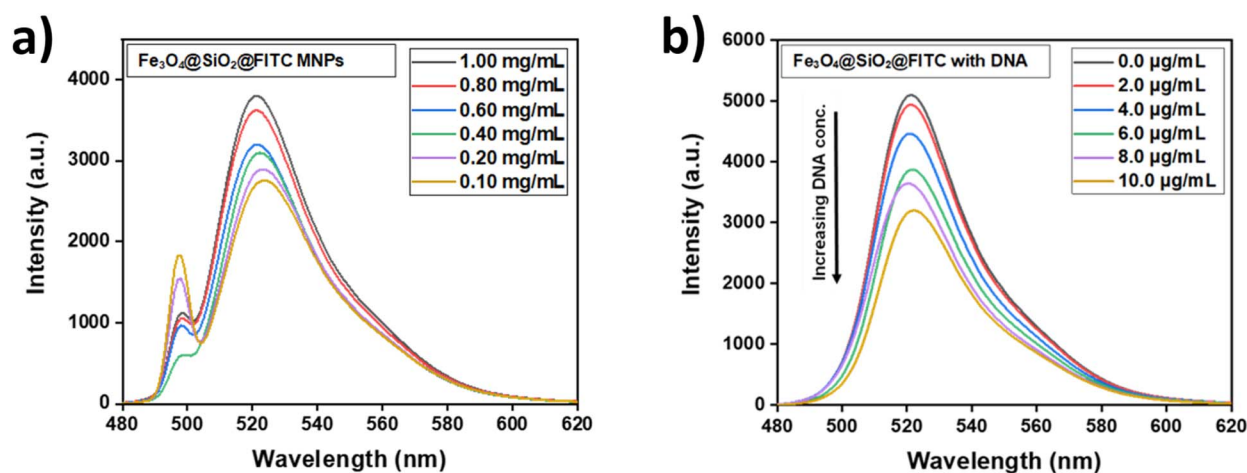 a)
Fe₃O₄@SiO₂@FITC MNPs
1.00 mg/mL
0.80 mg/mL
0.60 mg/mL
0.40 mg/mL
0.20 mg/mL
0.10 mg/mL
Intensity (a.u.)
4000
3000
2000
1000
0
480 500 520 540 560 580 600 620
Wavelength (nm)
b)
Fe₃O₄@SiO₂@FITC with DNA
0.0 µg/mL
2.0 µg/mL
4.0 µg/mL
6.0 µg/mL
8.0 µg/mL
10.0 µg/mL
Increasing DNA conc.
Intensity (a.u.)
6000
5000
4000
3000
2000
1000
0
480 500 520 540 560 580 600 620
Wavelength (nm)